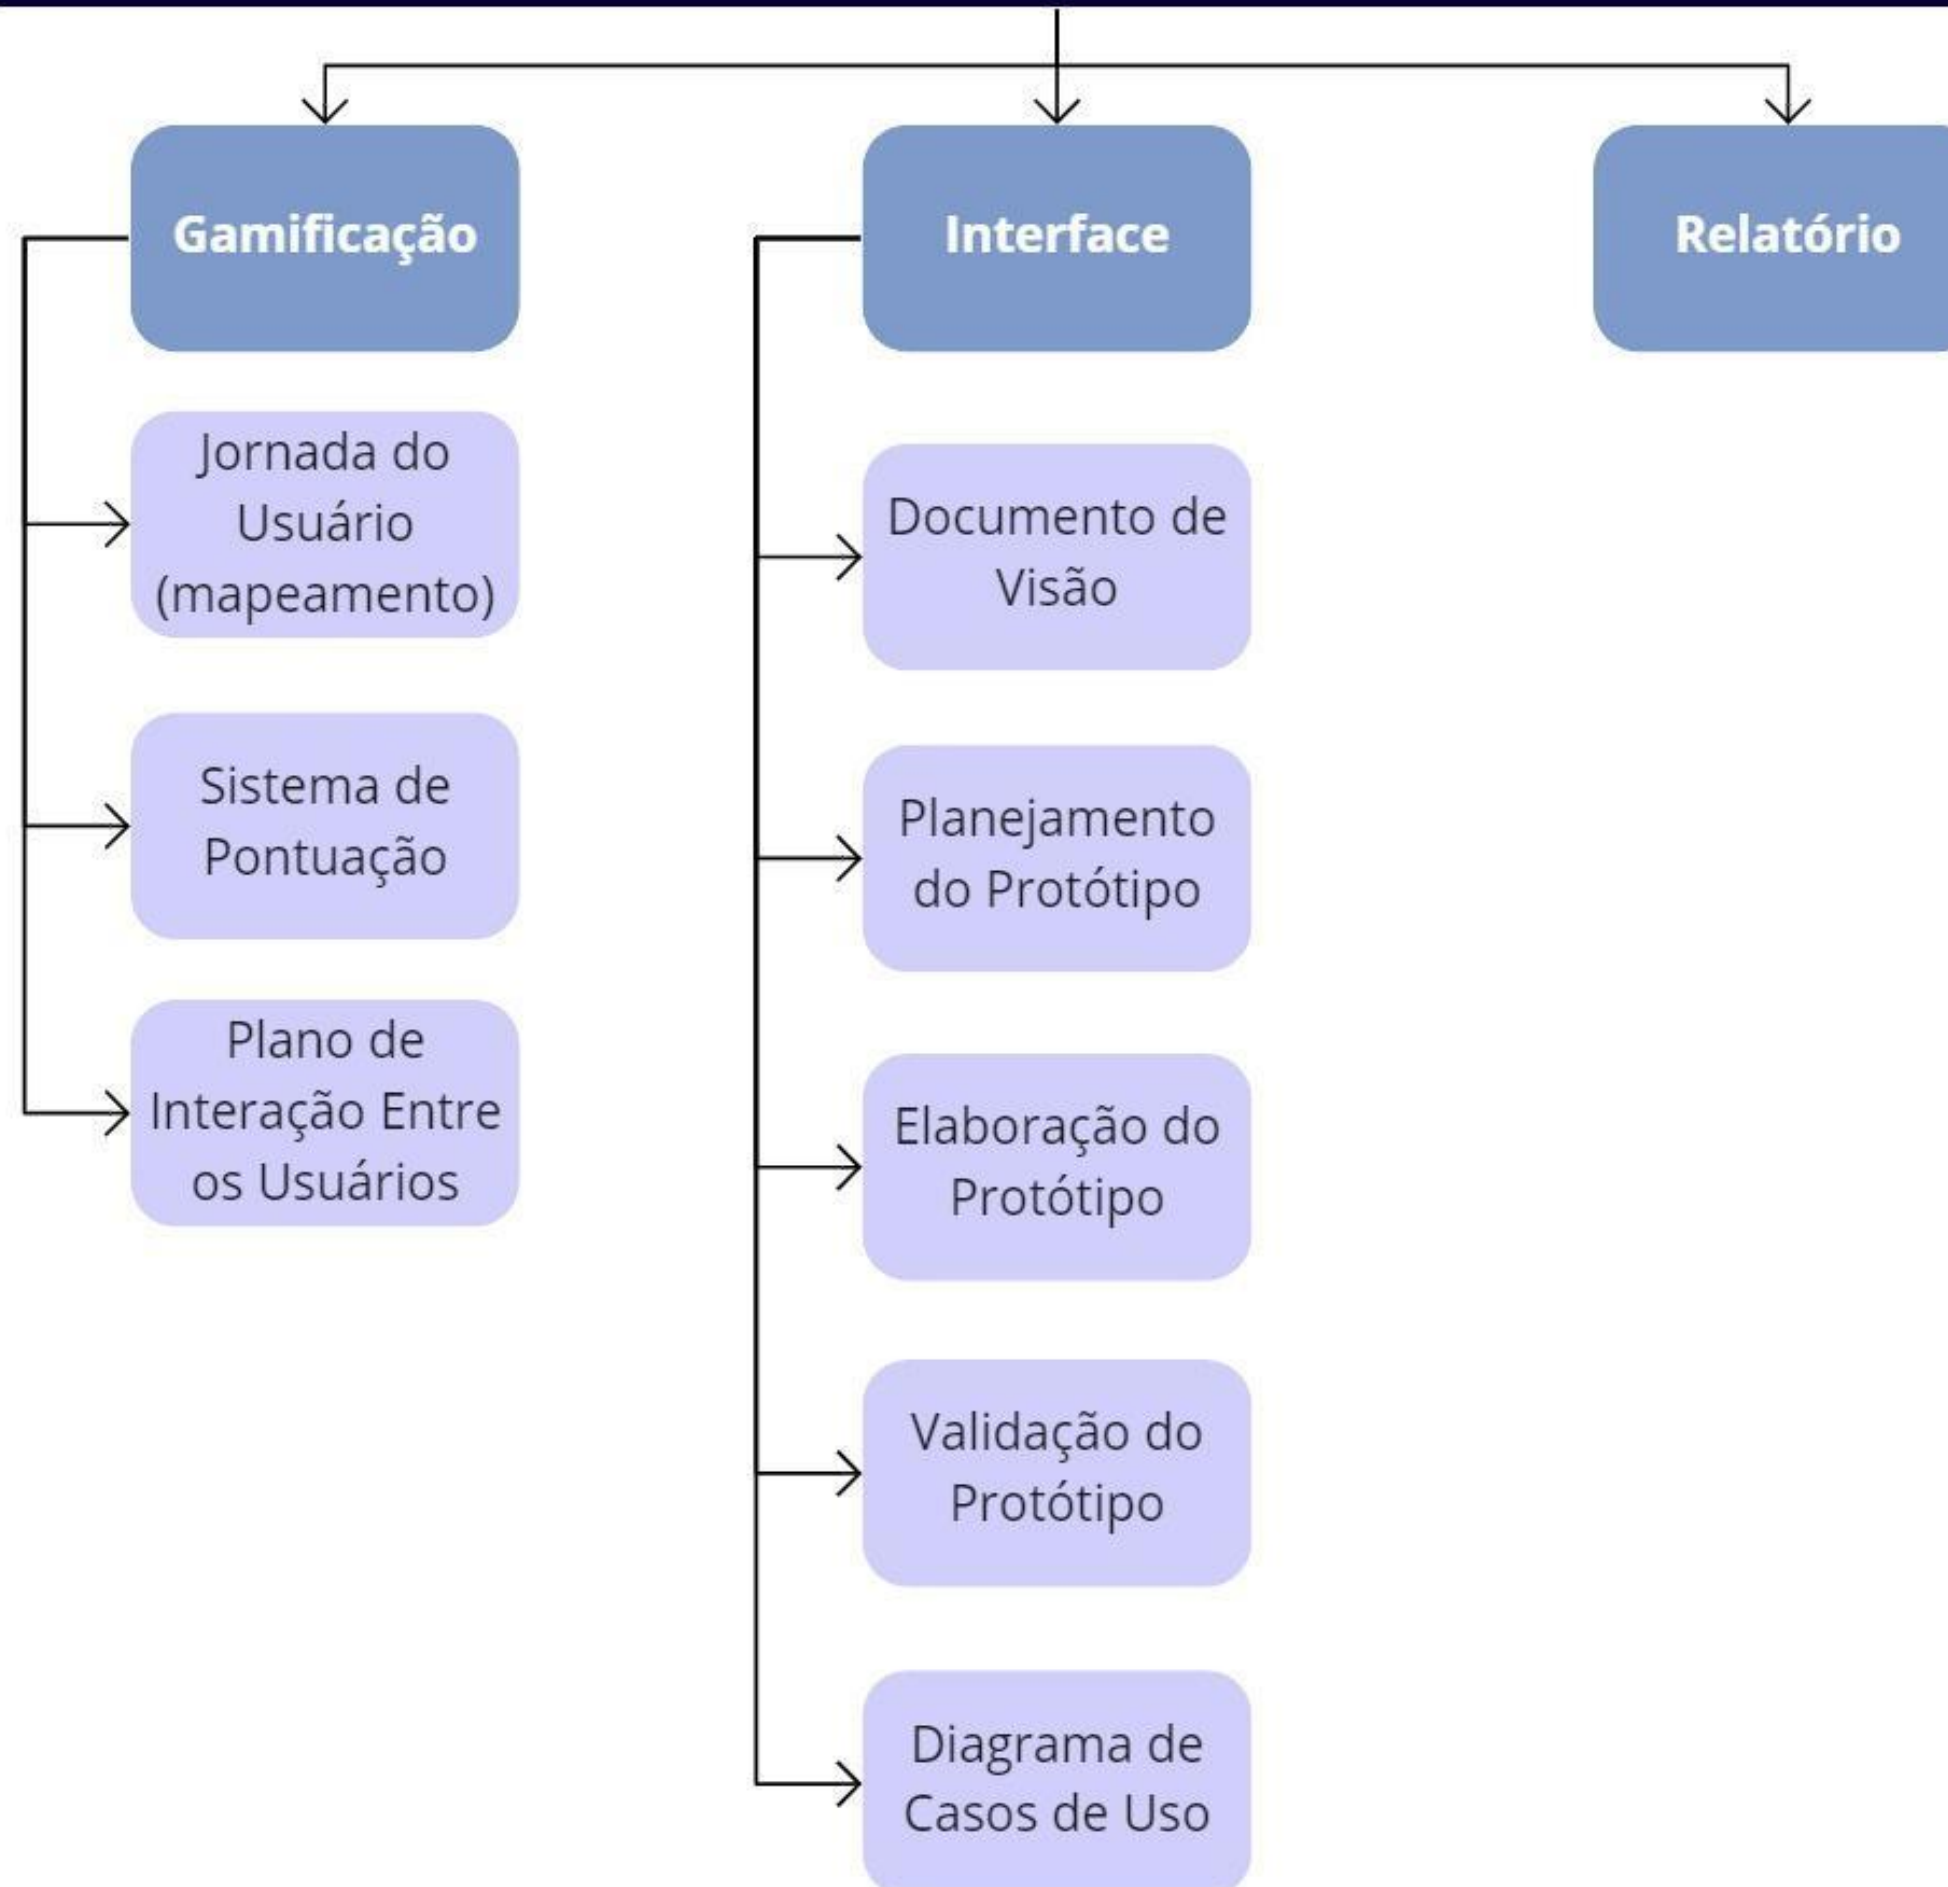 Gamificação
Interface
Relatório
Jornada do
Usuário
(mapeamento)
Sistema de
Pontuação
Plano de
Interação Entre
os Usuários
Documento de
Visão
Planejamento
do Protótipo
Elaboração do
Protótipo
Validação do
Protótipo
Diagrama de
Casos de Uso